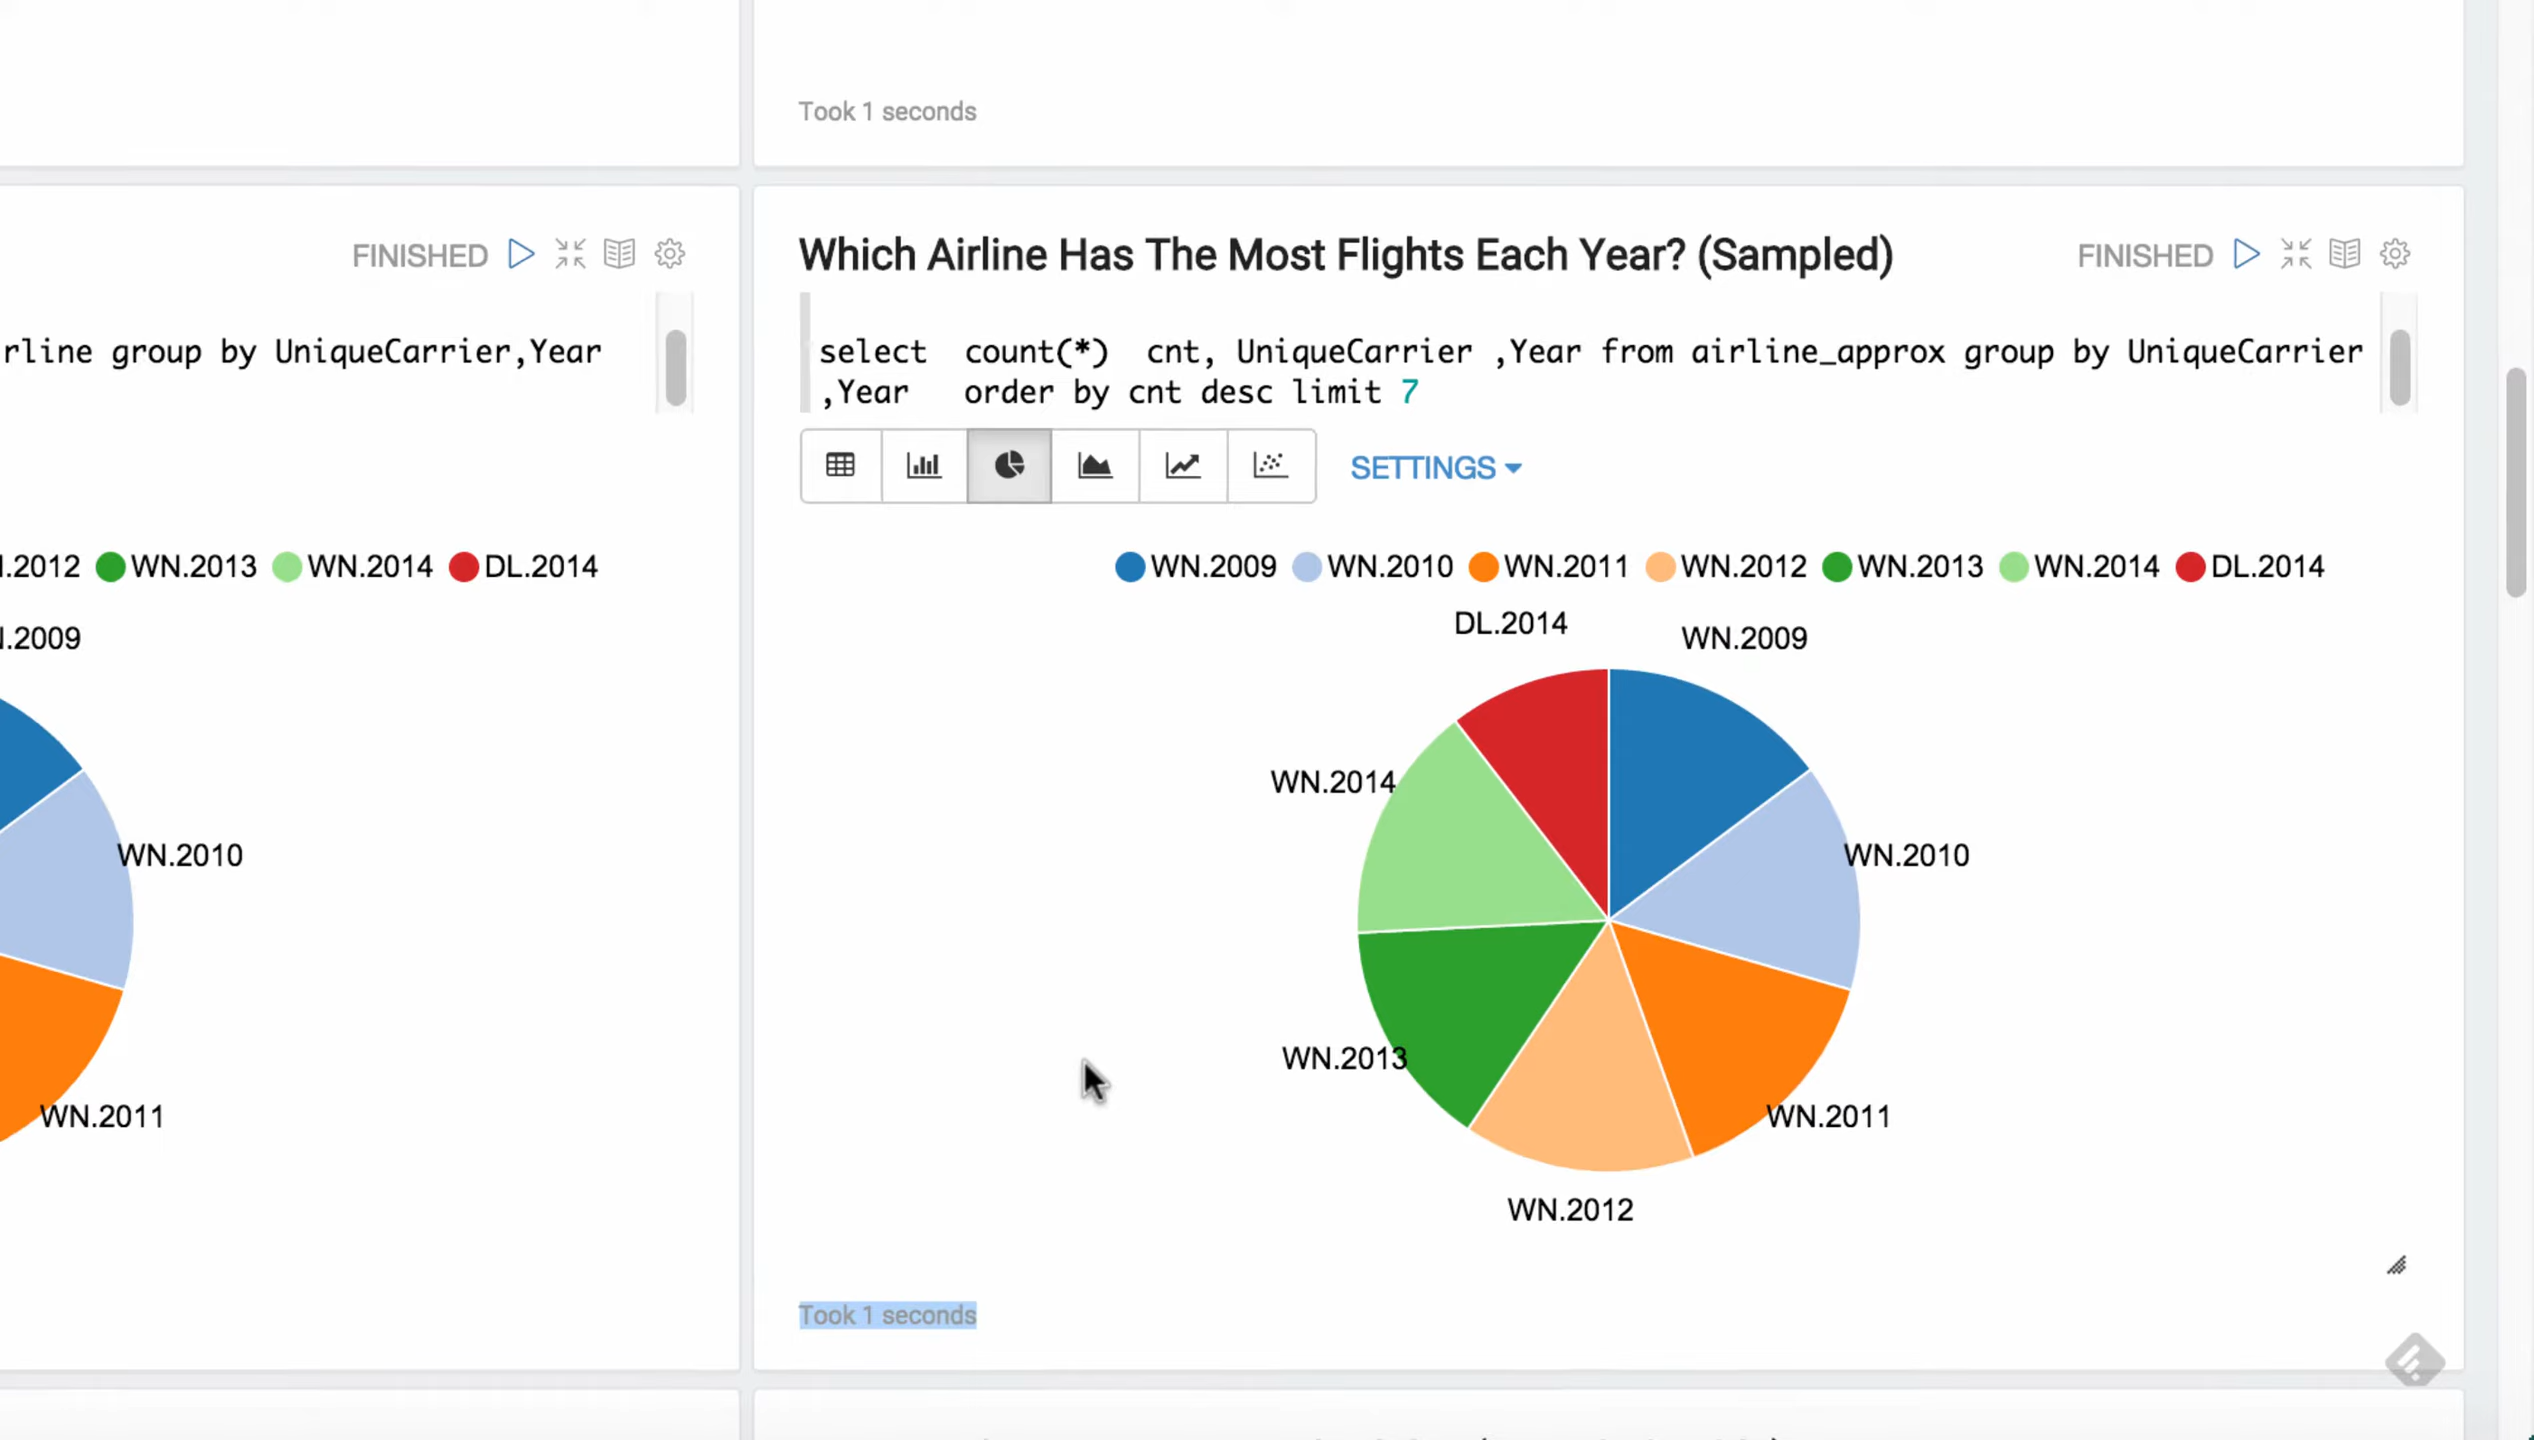 Took 1 seconds
FINISHED
rline group by UniqueCarrier,Year
.2012 WN.2013 WN.2014 DL.2014
.2009
WN.2010
WN.2011
Which Airline Has The Most Flights Each Year? (Sampled)
FINISHED
select count(*) cnt, UniqueCarrier ,Year from airline_approx group by UniqueCarrier
,Year order by cnt desc limit 7
SETTINGS
WN.2009 WN.2010 WN.2011 WN.2012 WN.2013 WN.2014 DL.2014
DL.2014
WN.2009
WN.2014
WN.2010
WN.2013
WN.2011
WN.2012
Took 1 seconds